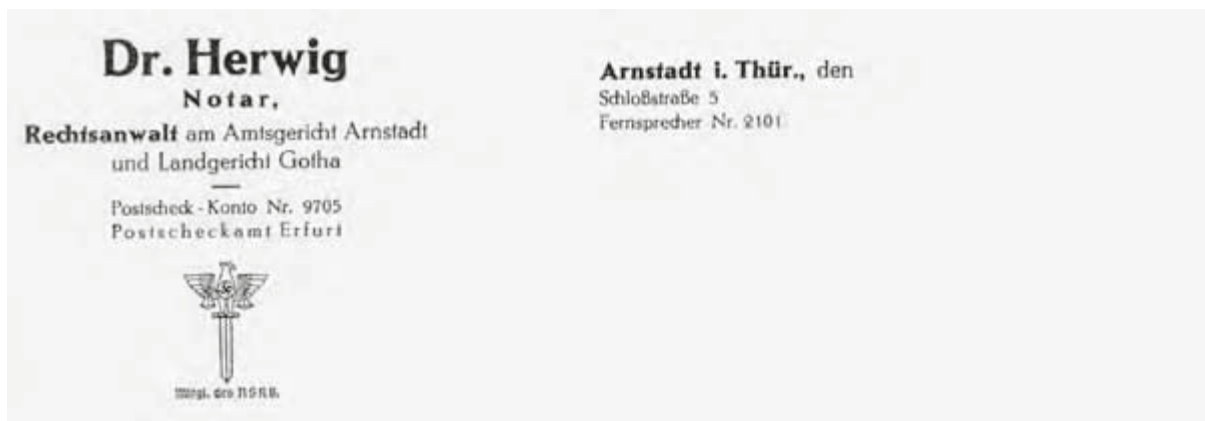 Dr. Herwig
Notar,
Rechtsanwalt am Amtsgericht Arnstadt
und Landgericht Gotha
Postscheck-Konto Nr. 9705
Postscheckamt Erfurt
Mitgl. des NSRB.
Arnstadt i. Thür., den
Schloßstraße 5
Fernsprecher Nr. 2101